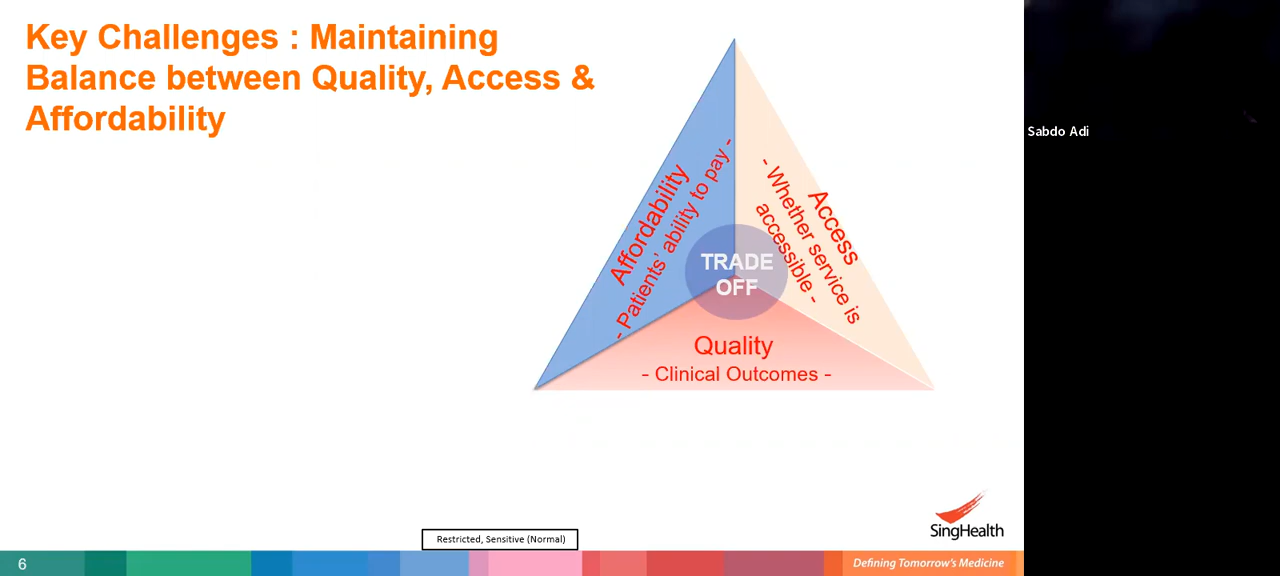 Key Challenges : Maintaining
Balance between Quality, Access &
Affordability
Affordability
- Patients' ability to pay -
Access
- Whether service is
accessible -
TRADE
OFF
Quality
- Clinical Outcomes -
Sabdo Adi
SingHealth
Restricted, Sensitive (Normal)
6
Defining Tomorrow's Medicine